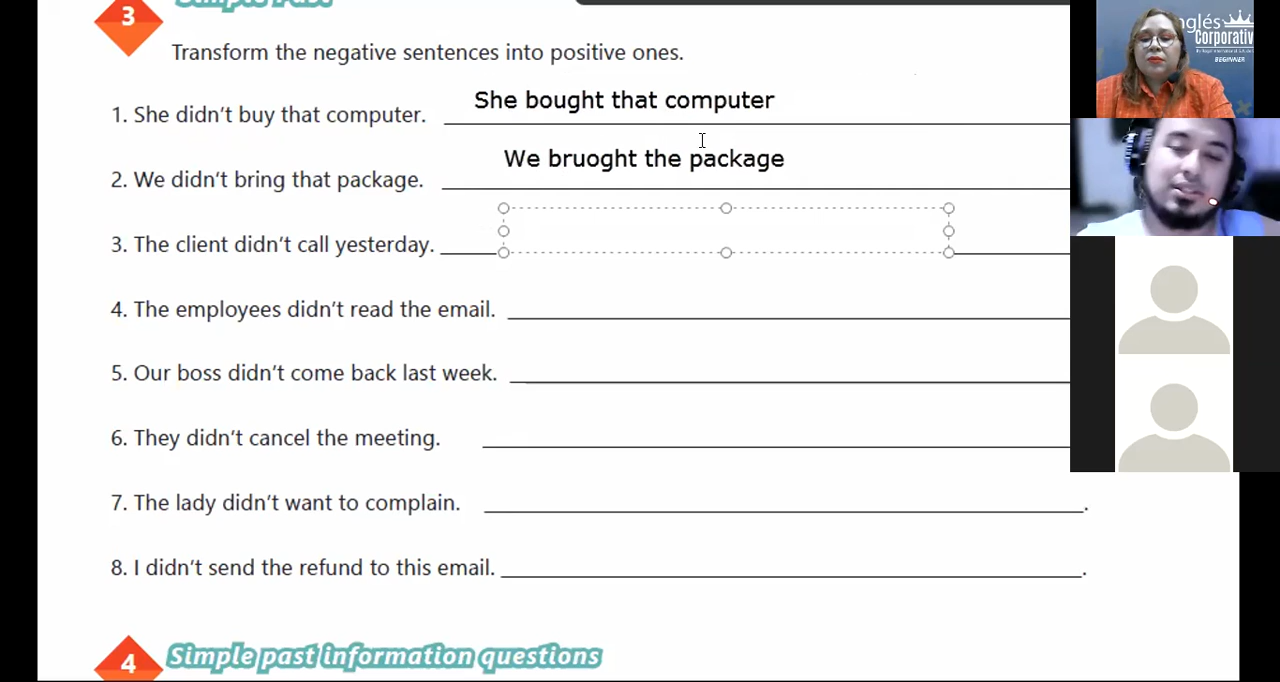 3 Simple Past
Transform the negative sentences into positive ones.
1. She didn't buy that computer. She bought that computer
2. We didn't bring that package. We bruoght the package
3. The client didn't call yesterday.
4. The employees didn't read the email.
5. Our boss didn't come back last week.
6. They didn't cancel the meeting.
7. The lady didn't want to complain.
8. I didn't send the refund to this email.
4 Simple past information questions
nglés
Corporativ
BEGINNER